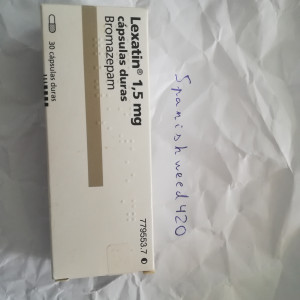 Lexatin® 1,5 mg
cápsulas duras
Bromazepam
30 cápsulas duras
779553.7
Spanishweed420